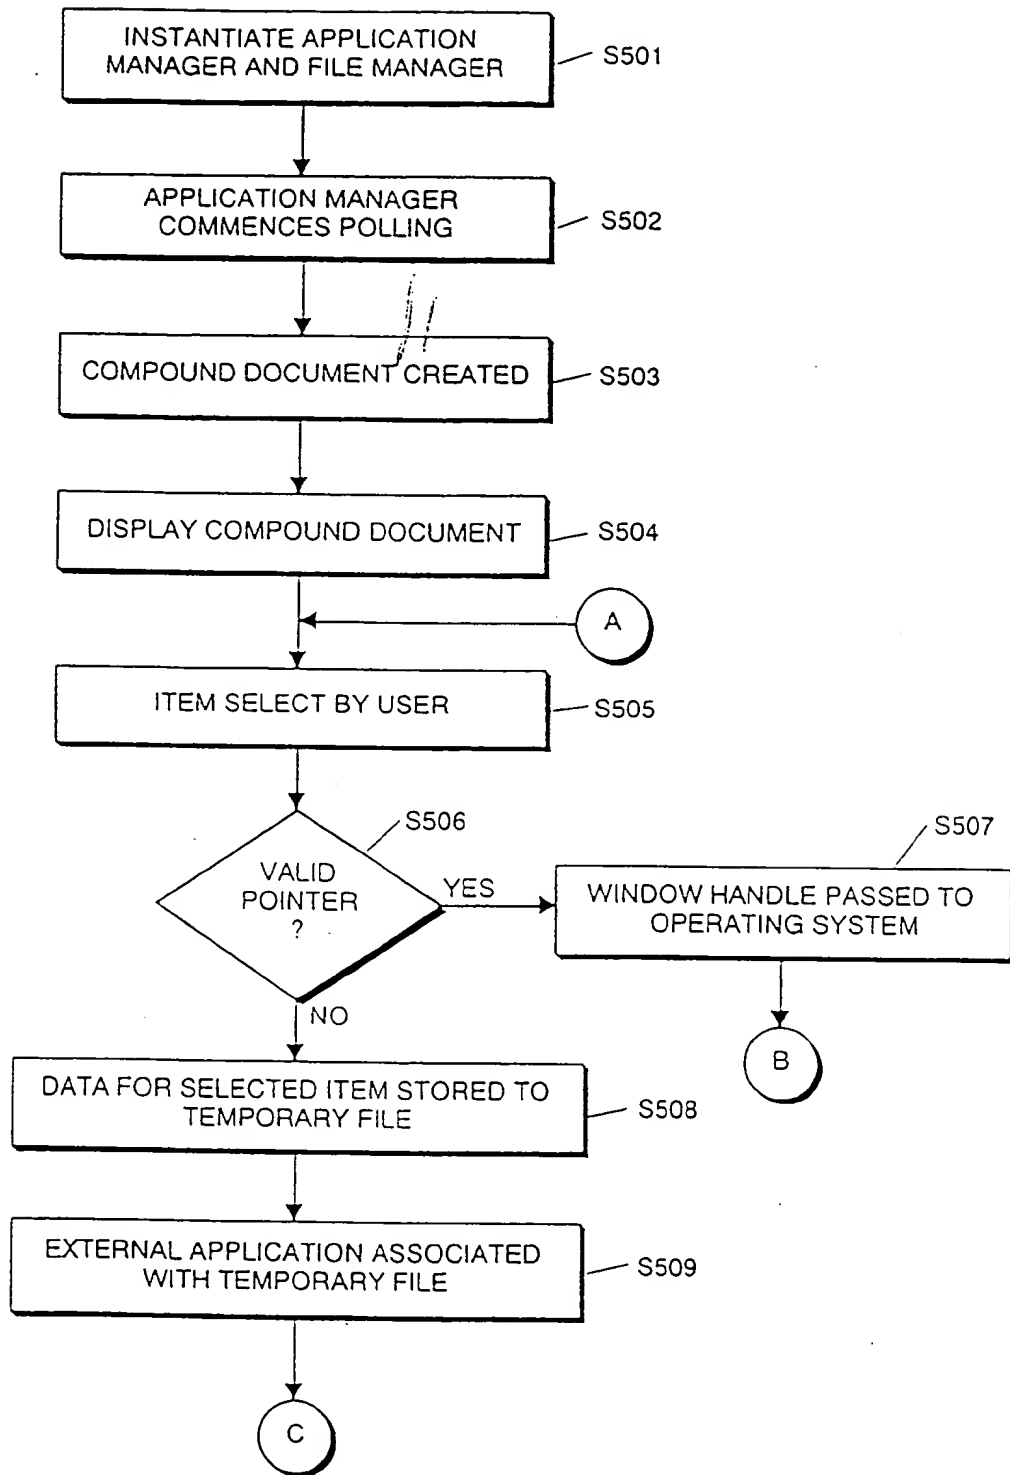 INSTANTIATE APPLICATION
MANAGER AND FILE MANAGER
S501
APPLICATION MANAGER
COMMENCES POLLING
S502
COMPOUND DOCUMENT CREATED
S503
DISPLAY COMPOUND DOCUMENT
S504
A
ITEM SELECT BY USER
S505
S506
VALID
POINTER
?
YES
S507
WINDOW HANDLE PASSED TO
OPERATING SYSTEM
NO
B
DATA FOR SELECTED ITEM STORED TO
TEMPORARY FILE
S508
EXTERNAL APPLICATION ASSOCIATED
WITH TEMPORARY FILE
S509
C